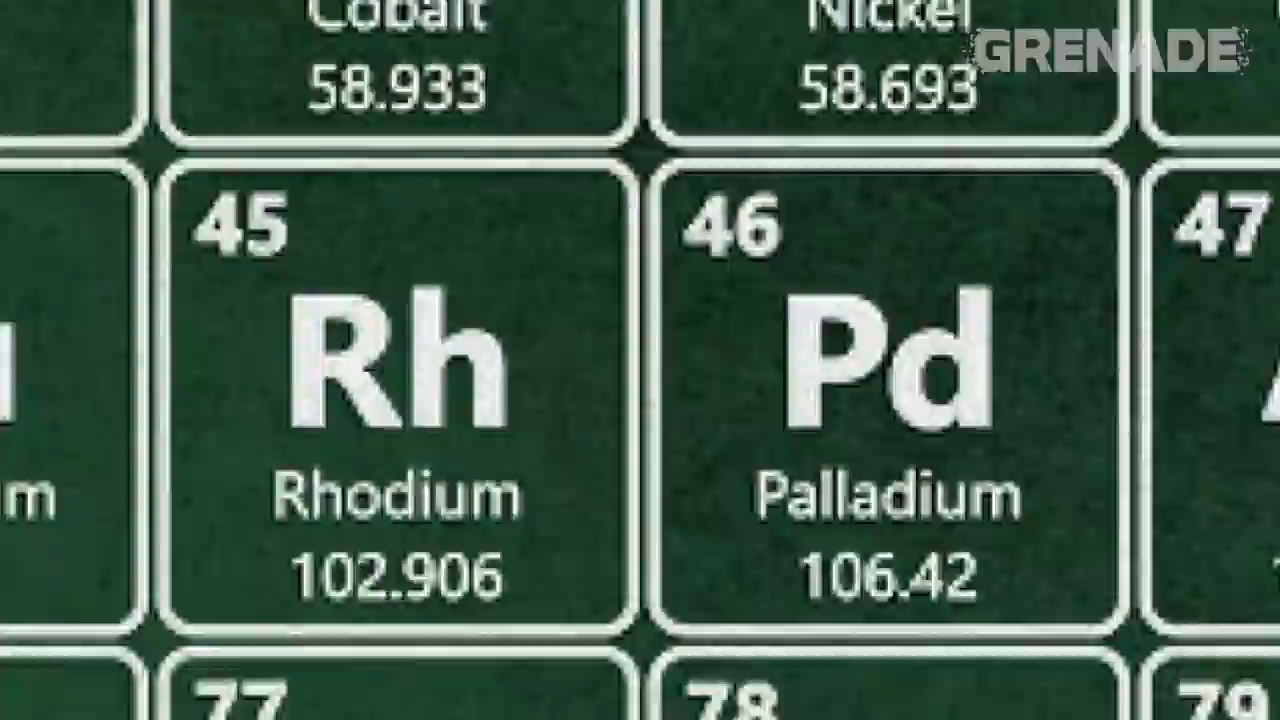 Cobalt
Nickel
GRENADE
58.933
58.693
45
46
47
Rh
Pd
Rhodium
Palladium
102.906
106.42
77
78
79